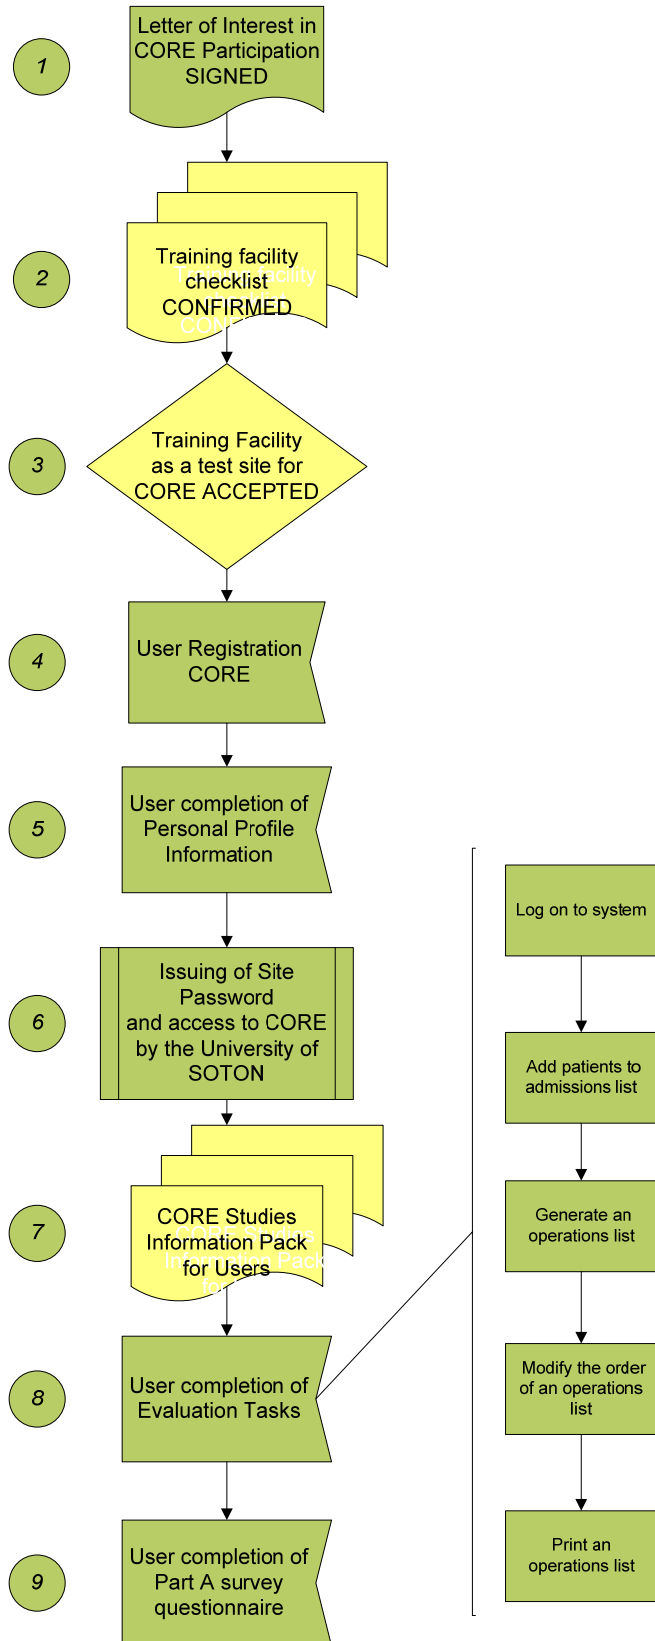 1
Letter of Interest in
CORE Participation
SIGNED
2
Training facility
checklist
CONFIRMED
3
Training Facility
as a test site for
CORE ACCEPTED
4
User Registration
CORE
5
User completion of
Personal Profile
Information
6
Issuing of Site
Password
and access to CORE
by the University of
SOTON
7
CORE Studies
Information Pack
for Users
8
User completion of
Evaluation Tasks
9
User completion of
Part A survey
questionnaire
Log on to system
Add patients to
admissions list
Generate an
operations list
Modify the order
of an operations
list
Print an
operations list